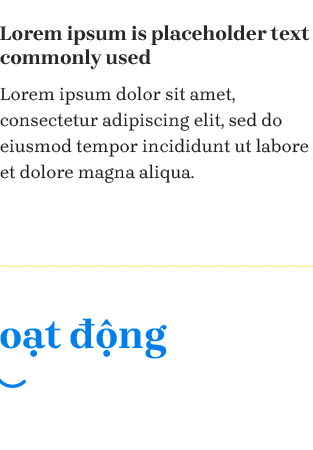 Lorem ipsum is placeholder text
commonly used
Lorem ipsum dolor sit amet,
consectetur adipiscing elit, sed do
eiusmod tempor incididunt ut labore
et dolore magna aliqua.
oạt động